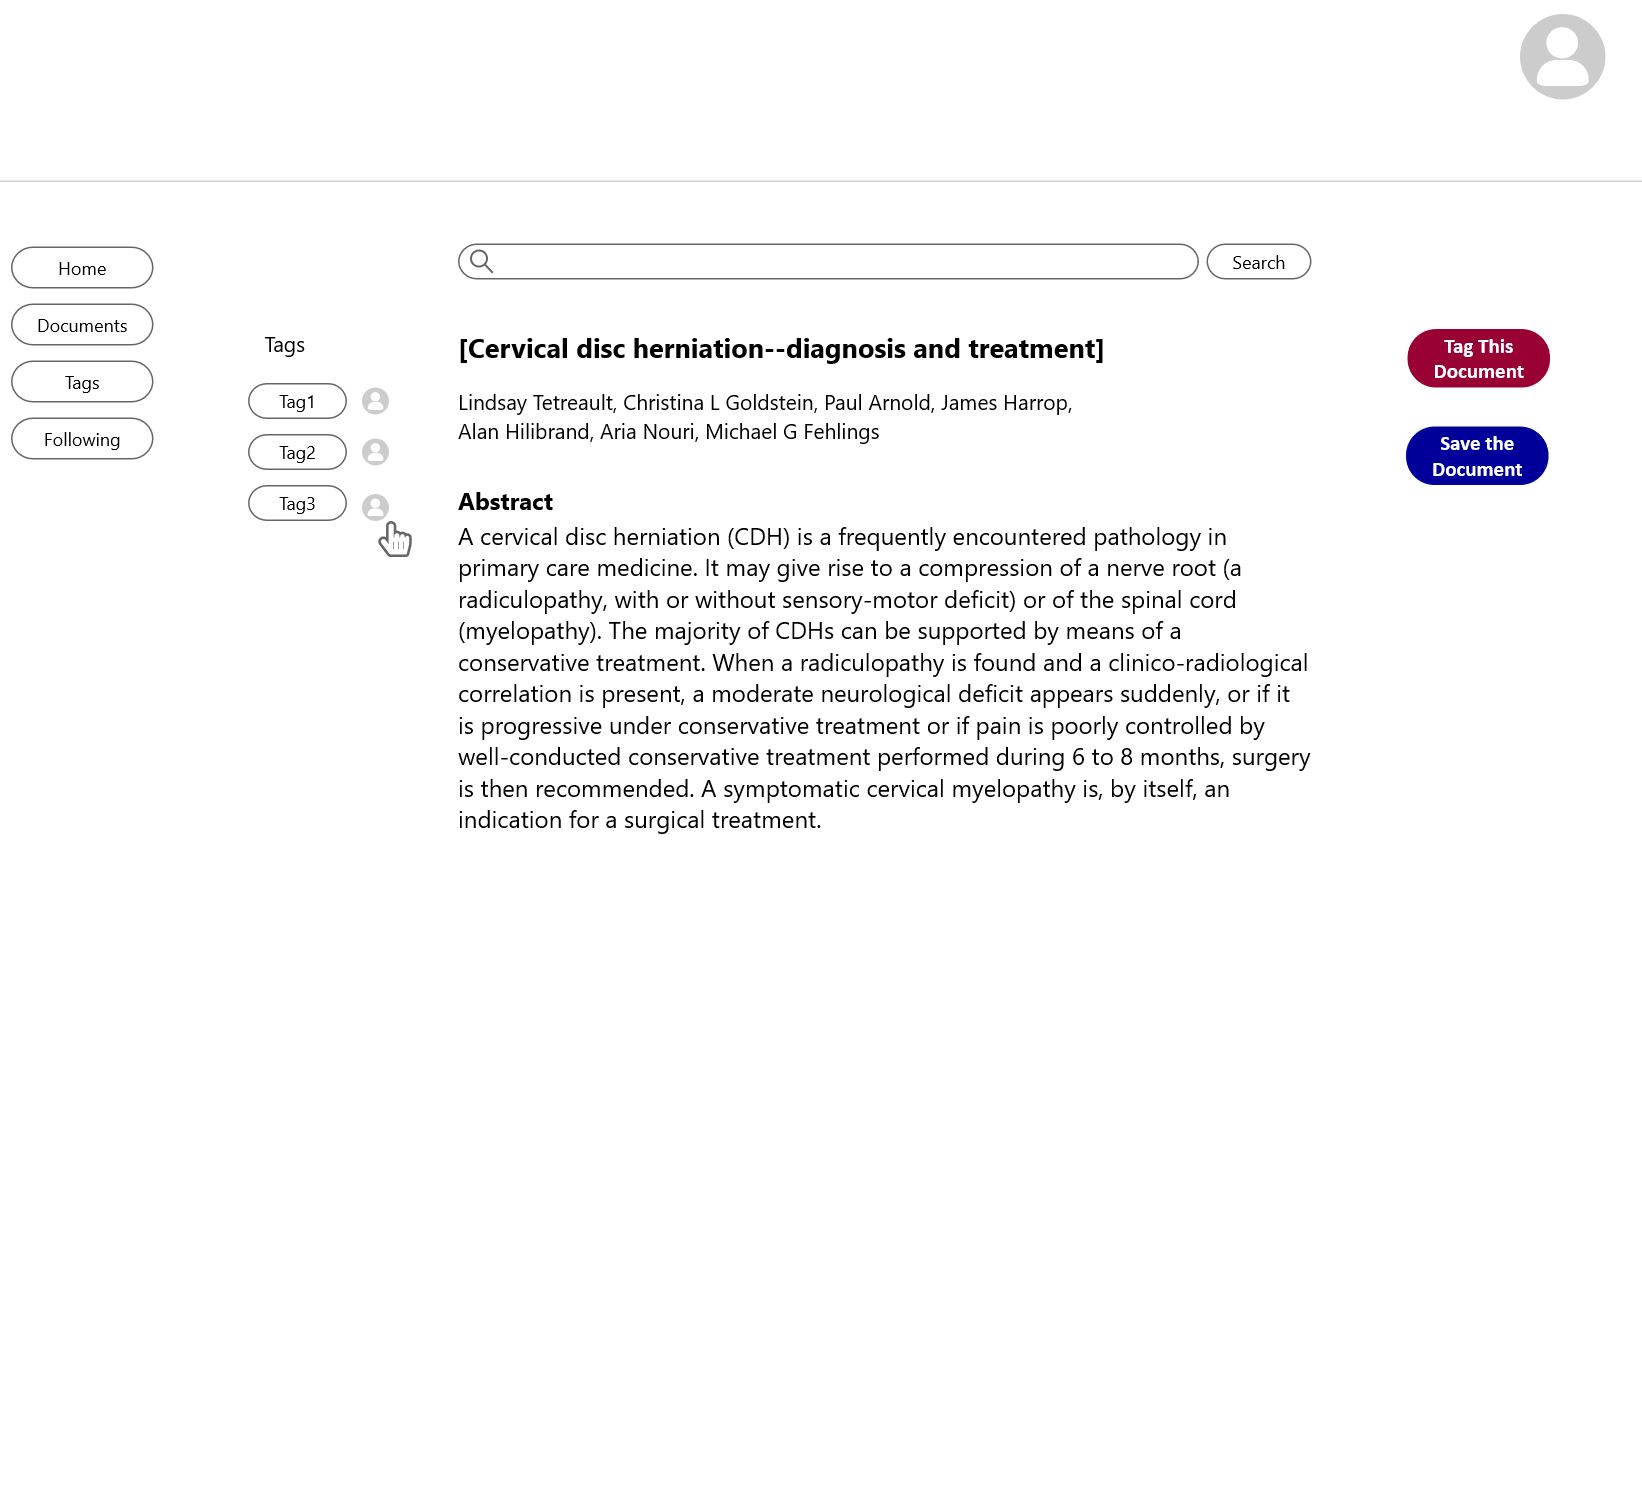 Home
Documents
Tags
Following
Tags
Tag1
Tag2
Tag3
Search
[Cervical disc herniation--diagnosis and treatment]
Lindsay Tetreault, Christina L Goldstein, Paul Arnold, James Harrop,
Alan Hilibrand, Aria Nouri, Michael G Fehlings
Abstract
A cervical disc herniation (CDH) is a frequently encountered pathology in
primary care medicine. It may give rise to a compression of a nerve root (a
radiculopathy, with or without sensory-motor deficit) or of the spinal cord
(myelopathy). The majority of CDHs can be supported by means of a
conservative treatment. When a radiculopathy is found and a clinico-radiological
correlation is present, a moderate neurological deficit appears suddenly, or if it
is progressive under conservative treatment or if pain is poorly controlled by
well-conducted conservative treatment performed during 6 to 8 months, surgery
is then recommended. A symptomatic cervical myelopathy is, by itself, an
indication for a surgical treatment.
Tag This
Document
Save the
Document